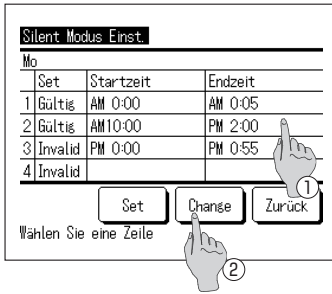 Silent Modus Einst.
Mo
Set Startzeit Endzeit
1 Gültig AM 0:00 AM 0:05
2 Gültig AM10:00 PM 2:00
3 Invalid PM 0:00 PM 0:55
4 Invalid
Set Change Zurück
Wählen Sie eine Zeile
①
②